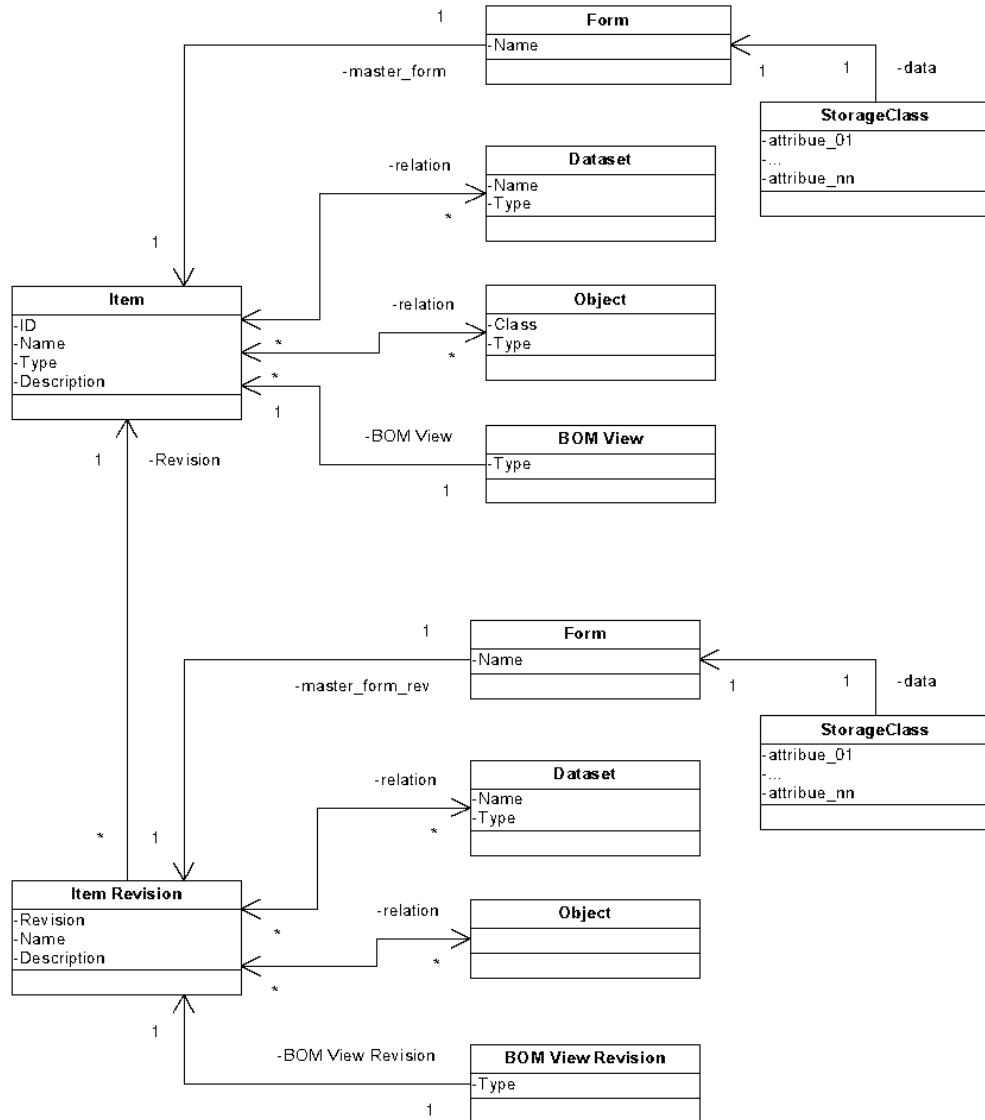 1
Form
-Name
-master_form
1
1
-data
StorageClass
-attribue_01
-...
-attribue_nn
-relation
Dataset
-Name
-Type
*
1
Item
-ID
-Name
-Type
-Description
*
*
1
-relation
Object
-Class
-Type
*
-BOM View
BOM View
-Type
1
1
-Revision
1
Form
-Name
-master_form_rev
1
1
-data
StorageClass
-attribue_01
-...
-attribue_nn
-relation
Dataset
-Name
-Type
*
*
1
Item Revision
-Revision
-Name
-Description
*
*
-relation
Object
*
1
-BOM View Revision
BOM View Revision
-Type
1